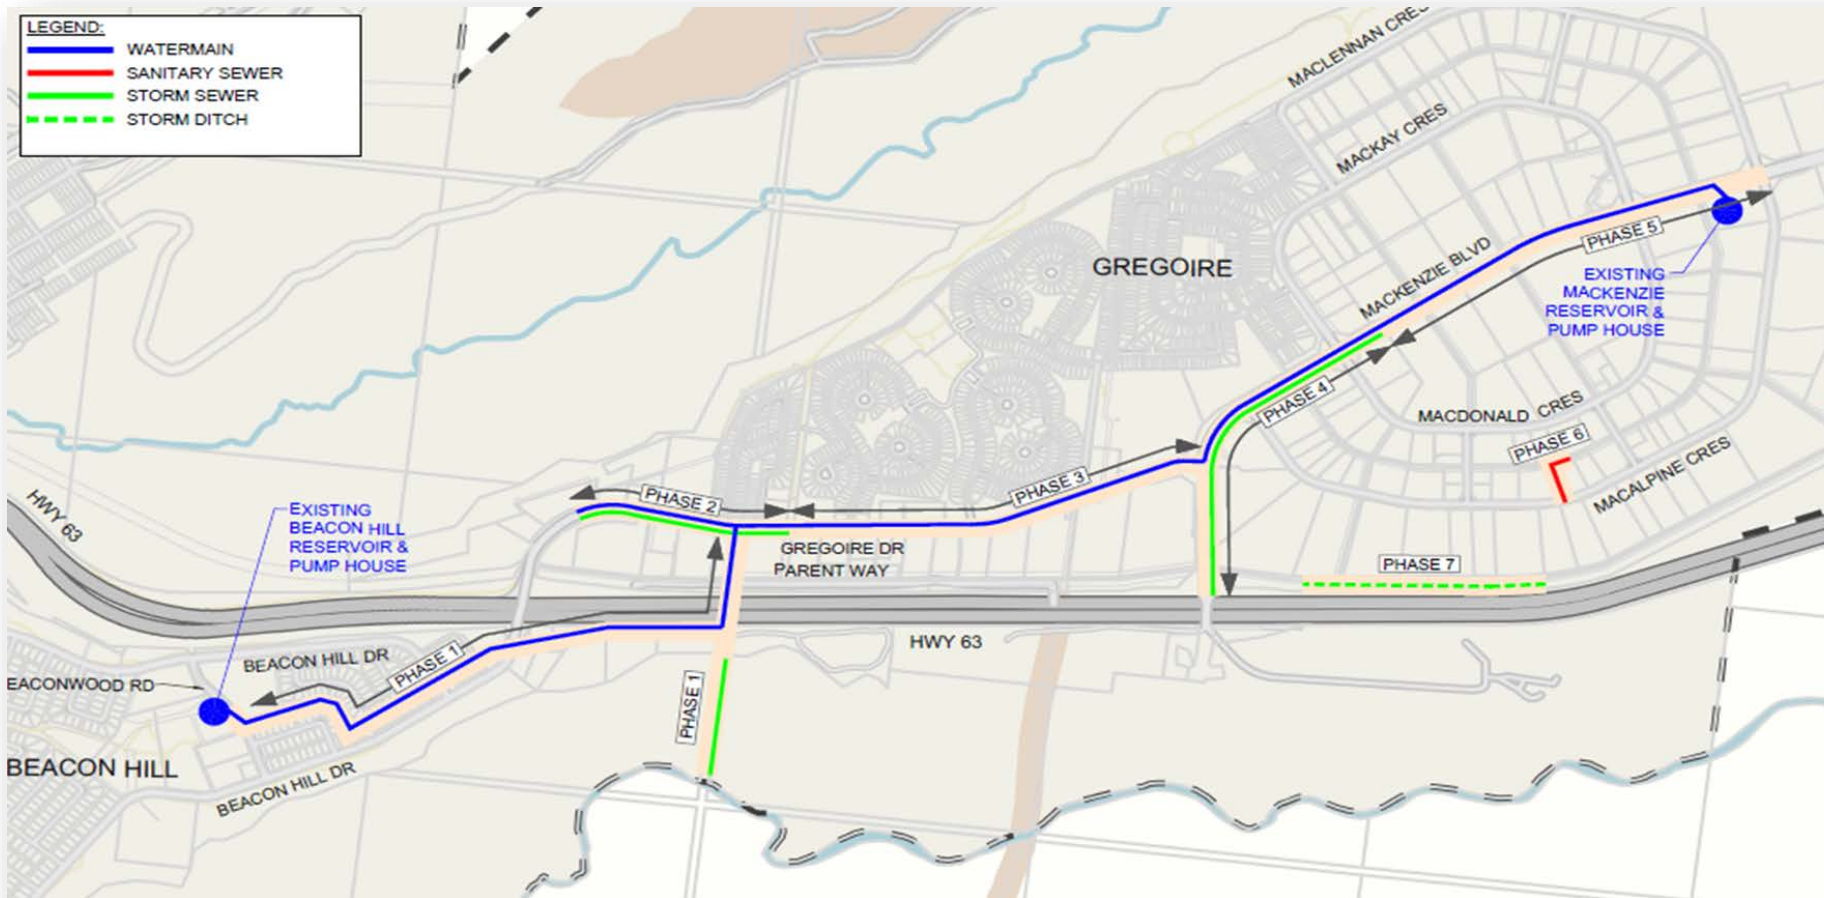 LEGEND:
WATERMAIN
SANITARY SEWER
STORM SEWER
STORM DITCH
MACLENNAN CRES
MACKAY CRES
GREGOIRE
MACKENZIE BLVD
PHASE 5
EXISTING
MACKENZIE
RESERVOIR &
PUMP HOUSE
PHASE 4
MACDONALD CRES
PHASE 6
MACALPINE CRES
HWY 63
EXISTING
BEACON HILL
RESERVOIR &
PUMP HOUSE
PHASE 2
PHASE 3
GREGOIRE DR
PARENT WAY
PHASE 7
HWY 63
BEACON HILL DR
PHASE 1
EACONWOOD RD
PHASE 1
BEACON HILL
BEACON HILL DR